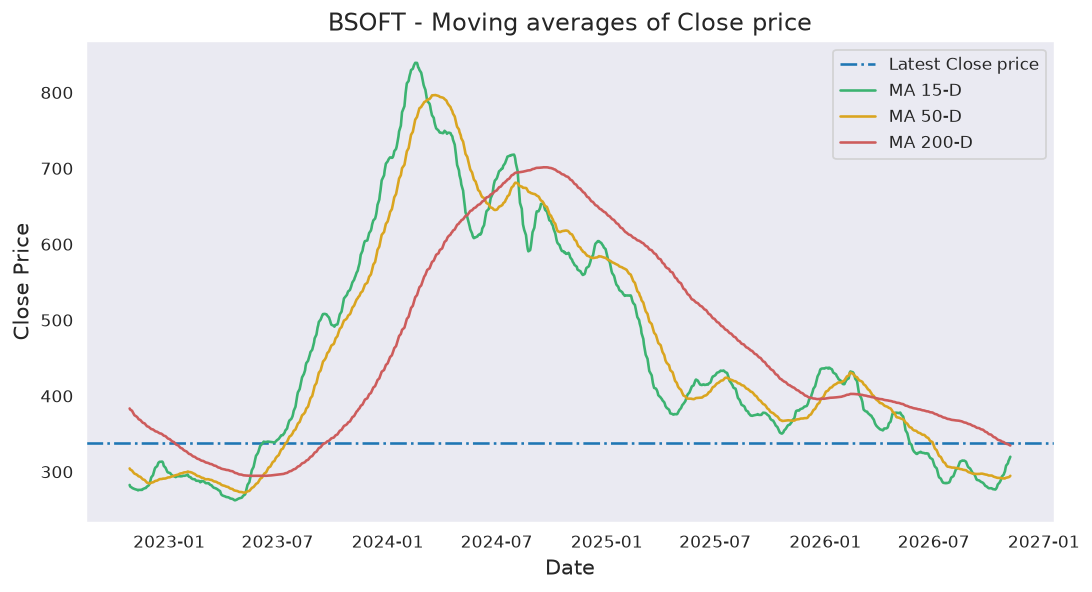 BSOFT - Moving averages of Close price
Latest Close price
MA 15-D
MA 50-D
MA 200-D
Close Price
800
700
600
500
400
300
2023-01 2023-07 2024-01 2024-07 2025-01 2025-07 2026-01 2026-07 2027-01
Date